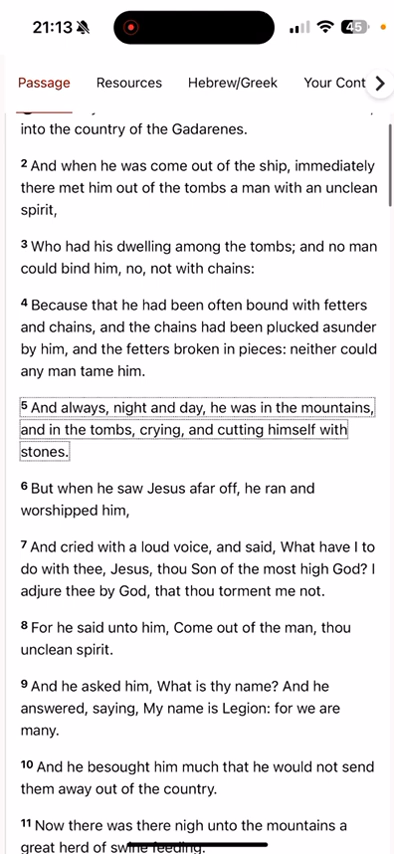 21:13
45
Passage Resources Hebrew/Greek Your Cont
into the country of the Gadarenes.
2 And when he was come out of the ship, immediately
there met him out of the tombs a man with an unclean
spirit,
3 Who had his dwelling among the tombs; and no man
could bind him, no, not with chains:
4 Because that he had been often bound with fetters
and chains, and the chains had been plucked asunder
by him, and the fetters broken in pieces: neither could
any man tame him.
5 And always, night and day, he was in the mountains,
and in the tombs, crying, and cutting himself with
stones.
6 But when he saw Jesus afar off, he ran and
worshipped him,
7 And cried with a loud voice, and said, What have I to
do with thee, Jesus, thou Son of the most high God? I
adjure thee by God, that thou torment me not.
8 For he said unto him, Come out of the man, thou
unclean spirit.
9 And he asked him, What is thy name? And he
answered, saying, My name is Legion: for we are
many.
10 And he besought him much that he would not send
them away out of the country.
11 Now there was there nigh unto the mountains a
great herd of swine feeding.